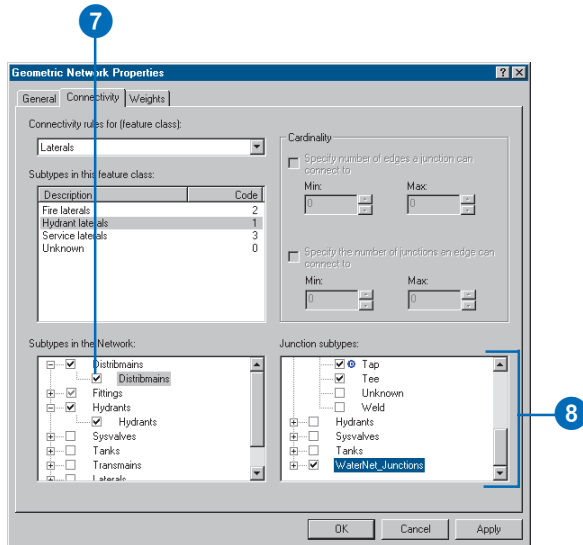 7
Geometric Network Properties
General Connectivity Weights
Connectivity rules for (feature class):
Laterals
Subtypes in this feature class:
Description Code
Fire laterals 2
Hydrant laterals 1
Service laterals 3
Unknown 0
Cardinality
Specify number of edges a junction can
connect to
Min: Max:
0 0
Specify the number of junctions an edge can
connect to
Min: Max:
0 0
Subtypes in the Network:
Distribmains
Distribmains
Fittings
Hydrants
Hydrants
Sysvalves
Tanks
Transmains
Laterals
Junction subtypes:
Tap
Tee
Unknown
Weld
Hydrants
Sysvalves
Tanks
WaterNet_Junctions
8
OK Cancel Apply